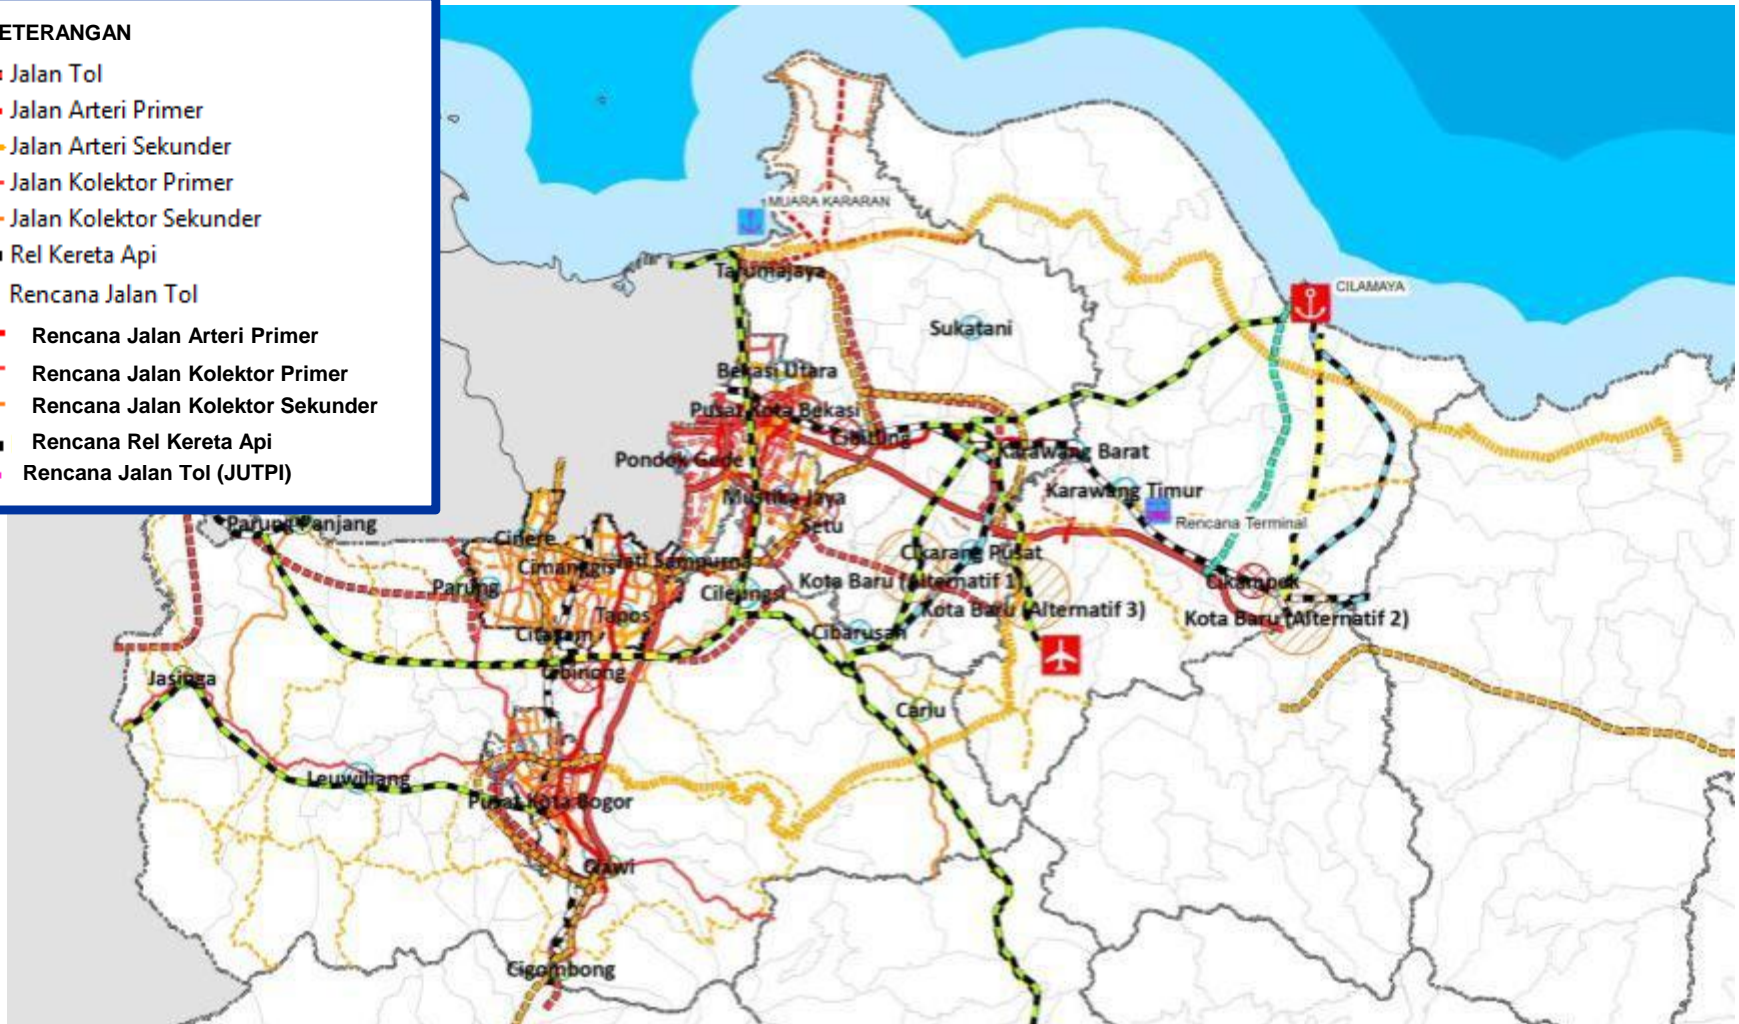 ETERANGAN
Jalan Tol
Jalan Arteri Primer
Jalan Arteri Sekunder
Jalan Kolektor Primer
Jalan Kolektor Sekunder
Rel Kereta Api
Rencana Jalan Tol
Rencana Jalan Arteri Primer
Rencana Jalan Kolektor Primer
Rencana Jalan Kolektor Sekunder
Rencana Rel Kereta Api
Rencana Jalan Tol (JUTPI)
MUARA KARARAN
Tarumajaya
CILAMAYA
Sukatani
Bekasi Utara
Pusat Kota Bekasi
Cibitung
Karawang Barat
Pondok Gede
Karawang Timur
Mustika Jaya
Setu
Rencana Terminal
Parung Panjang
Cinere
Cikarang Pusat
Jati Sampurna
Cimanggis
Kota Baru (Alternatif 1)
Cikampek
Parung
Cileungsi
Kota Baru (Alternatif 3)
Tapos
Kota Baru (Alternatif 2)
Citayam
Cibarusah
Cibinong
Jasinga
Cariu
Leuwiliang
Pusat Kota Bogor
Ciawi
Cigombong